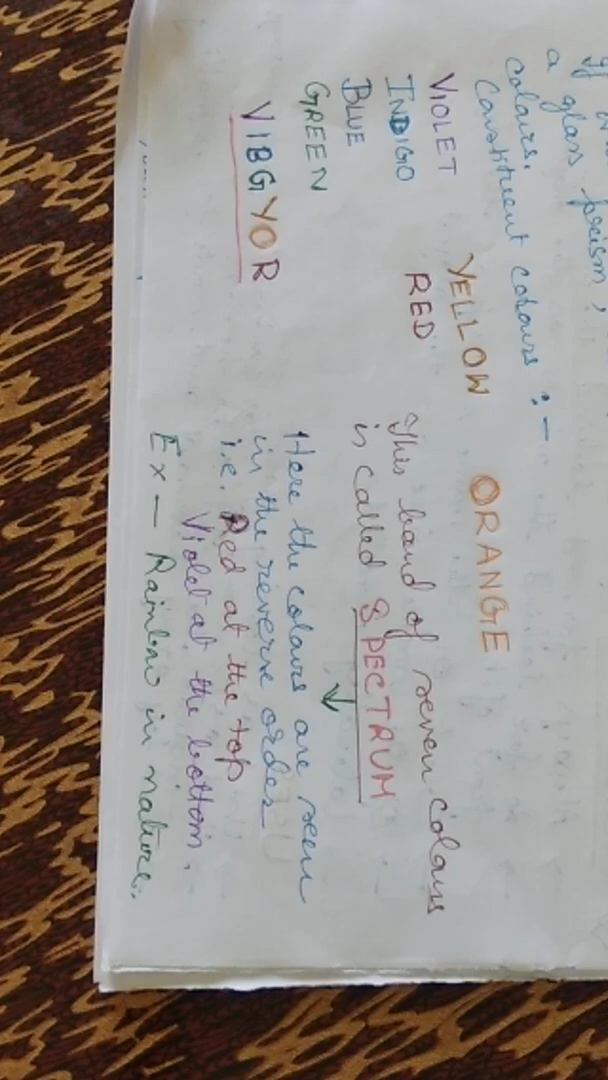 a glass prism,
colours.
Constituent colours :-
VIOLET YELLOW ORANGE
INDIGO RED
BLUE
GREEN
VIBGYOR
This band of seven colours
is called SPECTRUM
↓
Here the colours are seen
in the reverse order
i.e. Red at the top
Violet at the bottom.
Ex - Rainbow in nature.